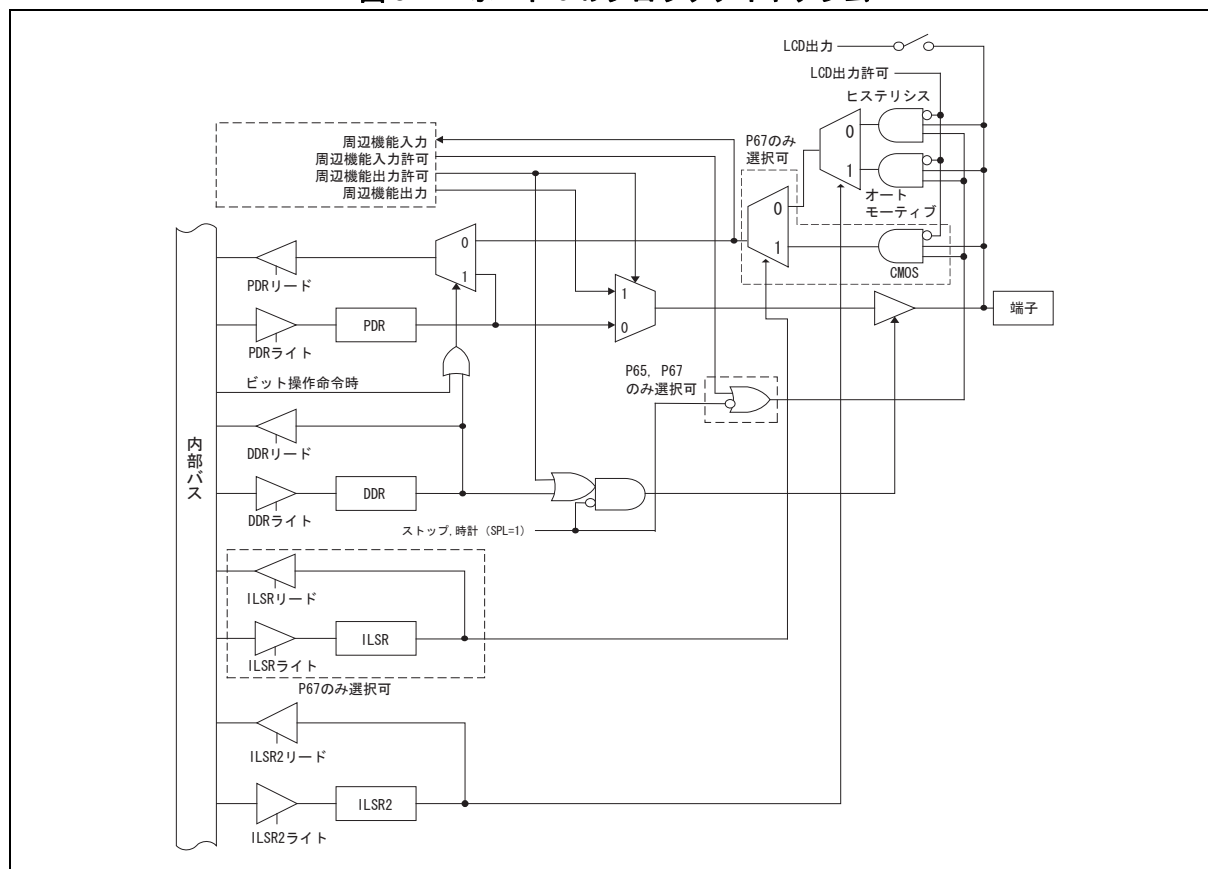 LCD出力
LCD出力許可
ヒステリシス
0
1
オート
モーティブ
P67のみ
選択可
0
1
CMOS
周辺機能入力
周辺機能入力許可
周辺機能出力許可
周辺機能出力
0
1
PDRリード
1
0
端子
PDR
PDRライト
ビット操作命令時
P65, P67
のみ選択可
DDRリード
内部バス
DDR
DDRライト
ストップ,時計 (SPL=1)
ILSRリード
ILSR
ILSRライト
P67のみ選択可
ILSR2リード
ILSR2
ILSR2ライト